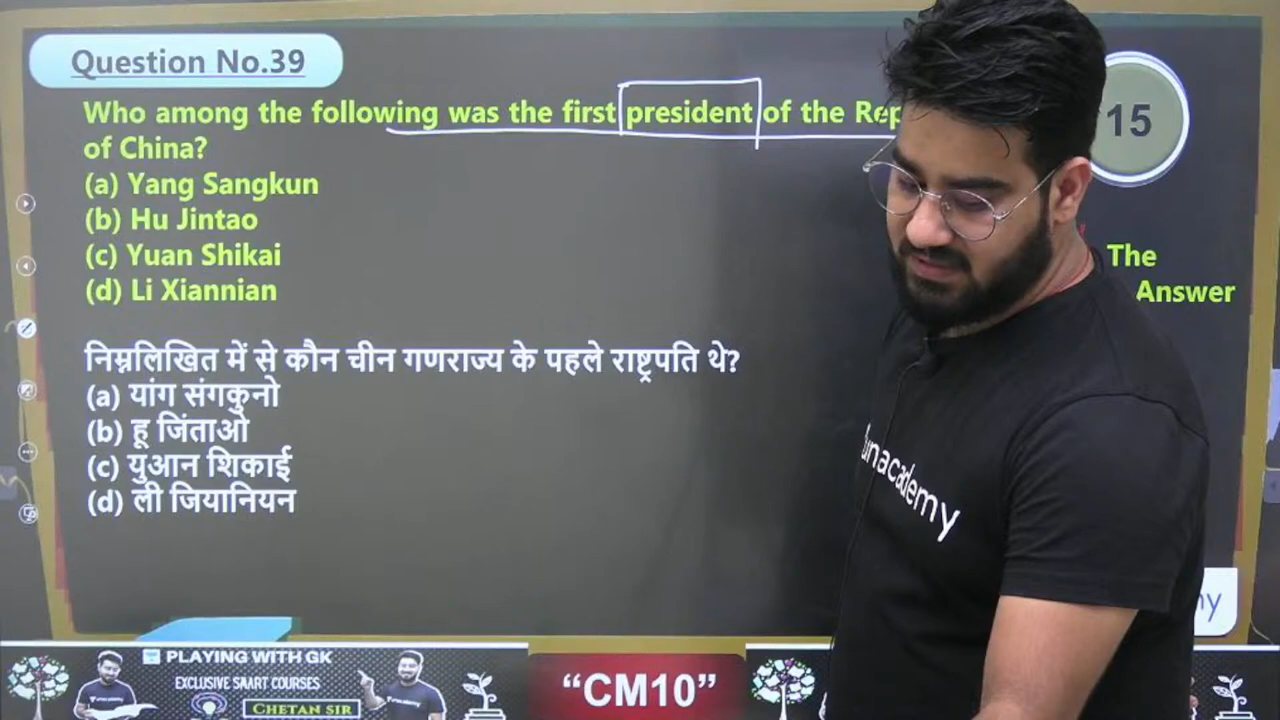 Question No.39
Who among the following was the first president of the Rep
of China?
(a) Yang Sangkun
(b) Hu Jintao
(c) Yuan Shikai
(d) Li Xiannian
15
The
Answer
निम्नलिखित में से कौन चीन गणराज्य के पहले राष्ट्रपति थे?
(a) यांग संगकुनो
(b) हू जिंताओ
(c) युआन शिकाई
(d) ली जियानियन
unacademy
my
PLAYING WITH GK
EXCLUSIVE SAART COURSES
CHETAN SIR
“CM10”